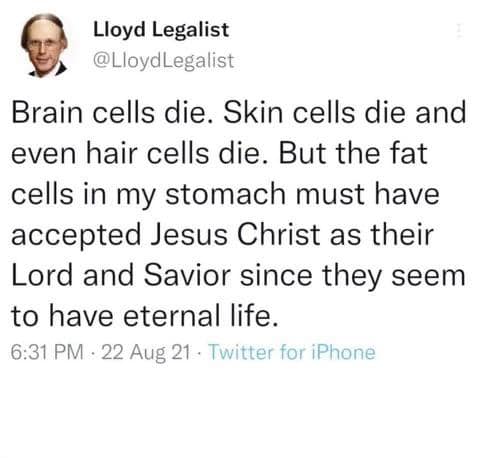 Lloyd Legalist
@LloydLegalist
Brain cells die. Skin cells die and
even hair cells die. But the fat
cells in my stomach must have
accepted Jesus Christ as their
Lord and Savior since they seem
to have eternal life.
6:31 PM · 22 Aug 21 · Twitter for iPhone